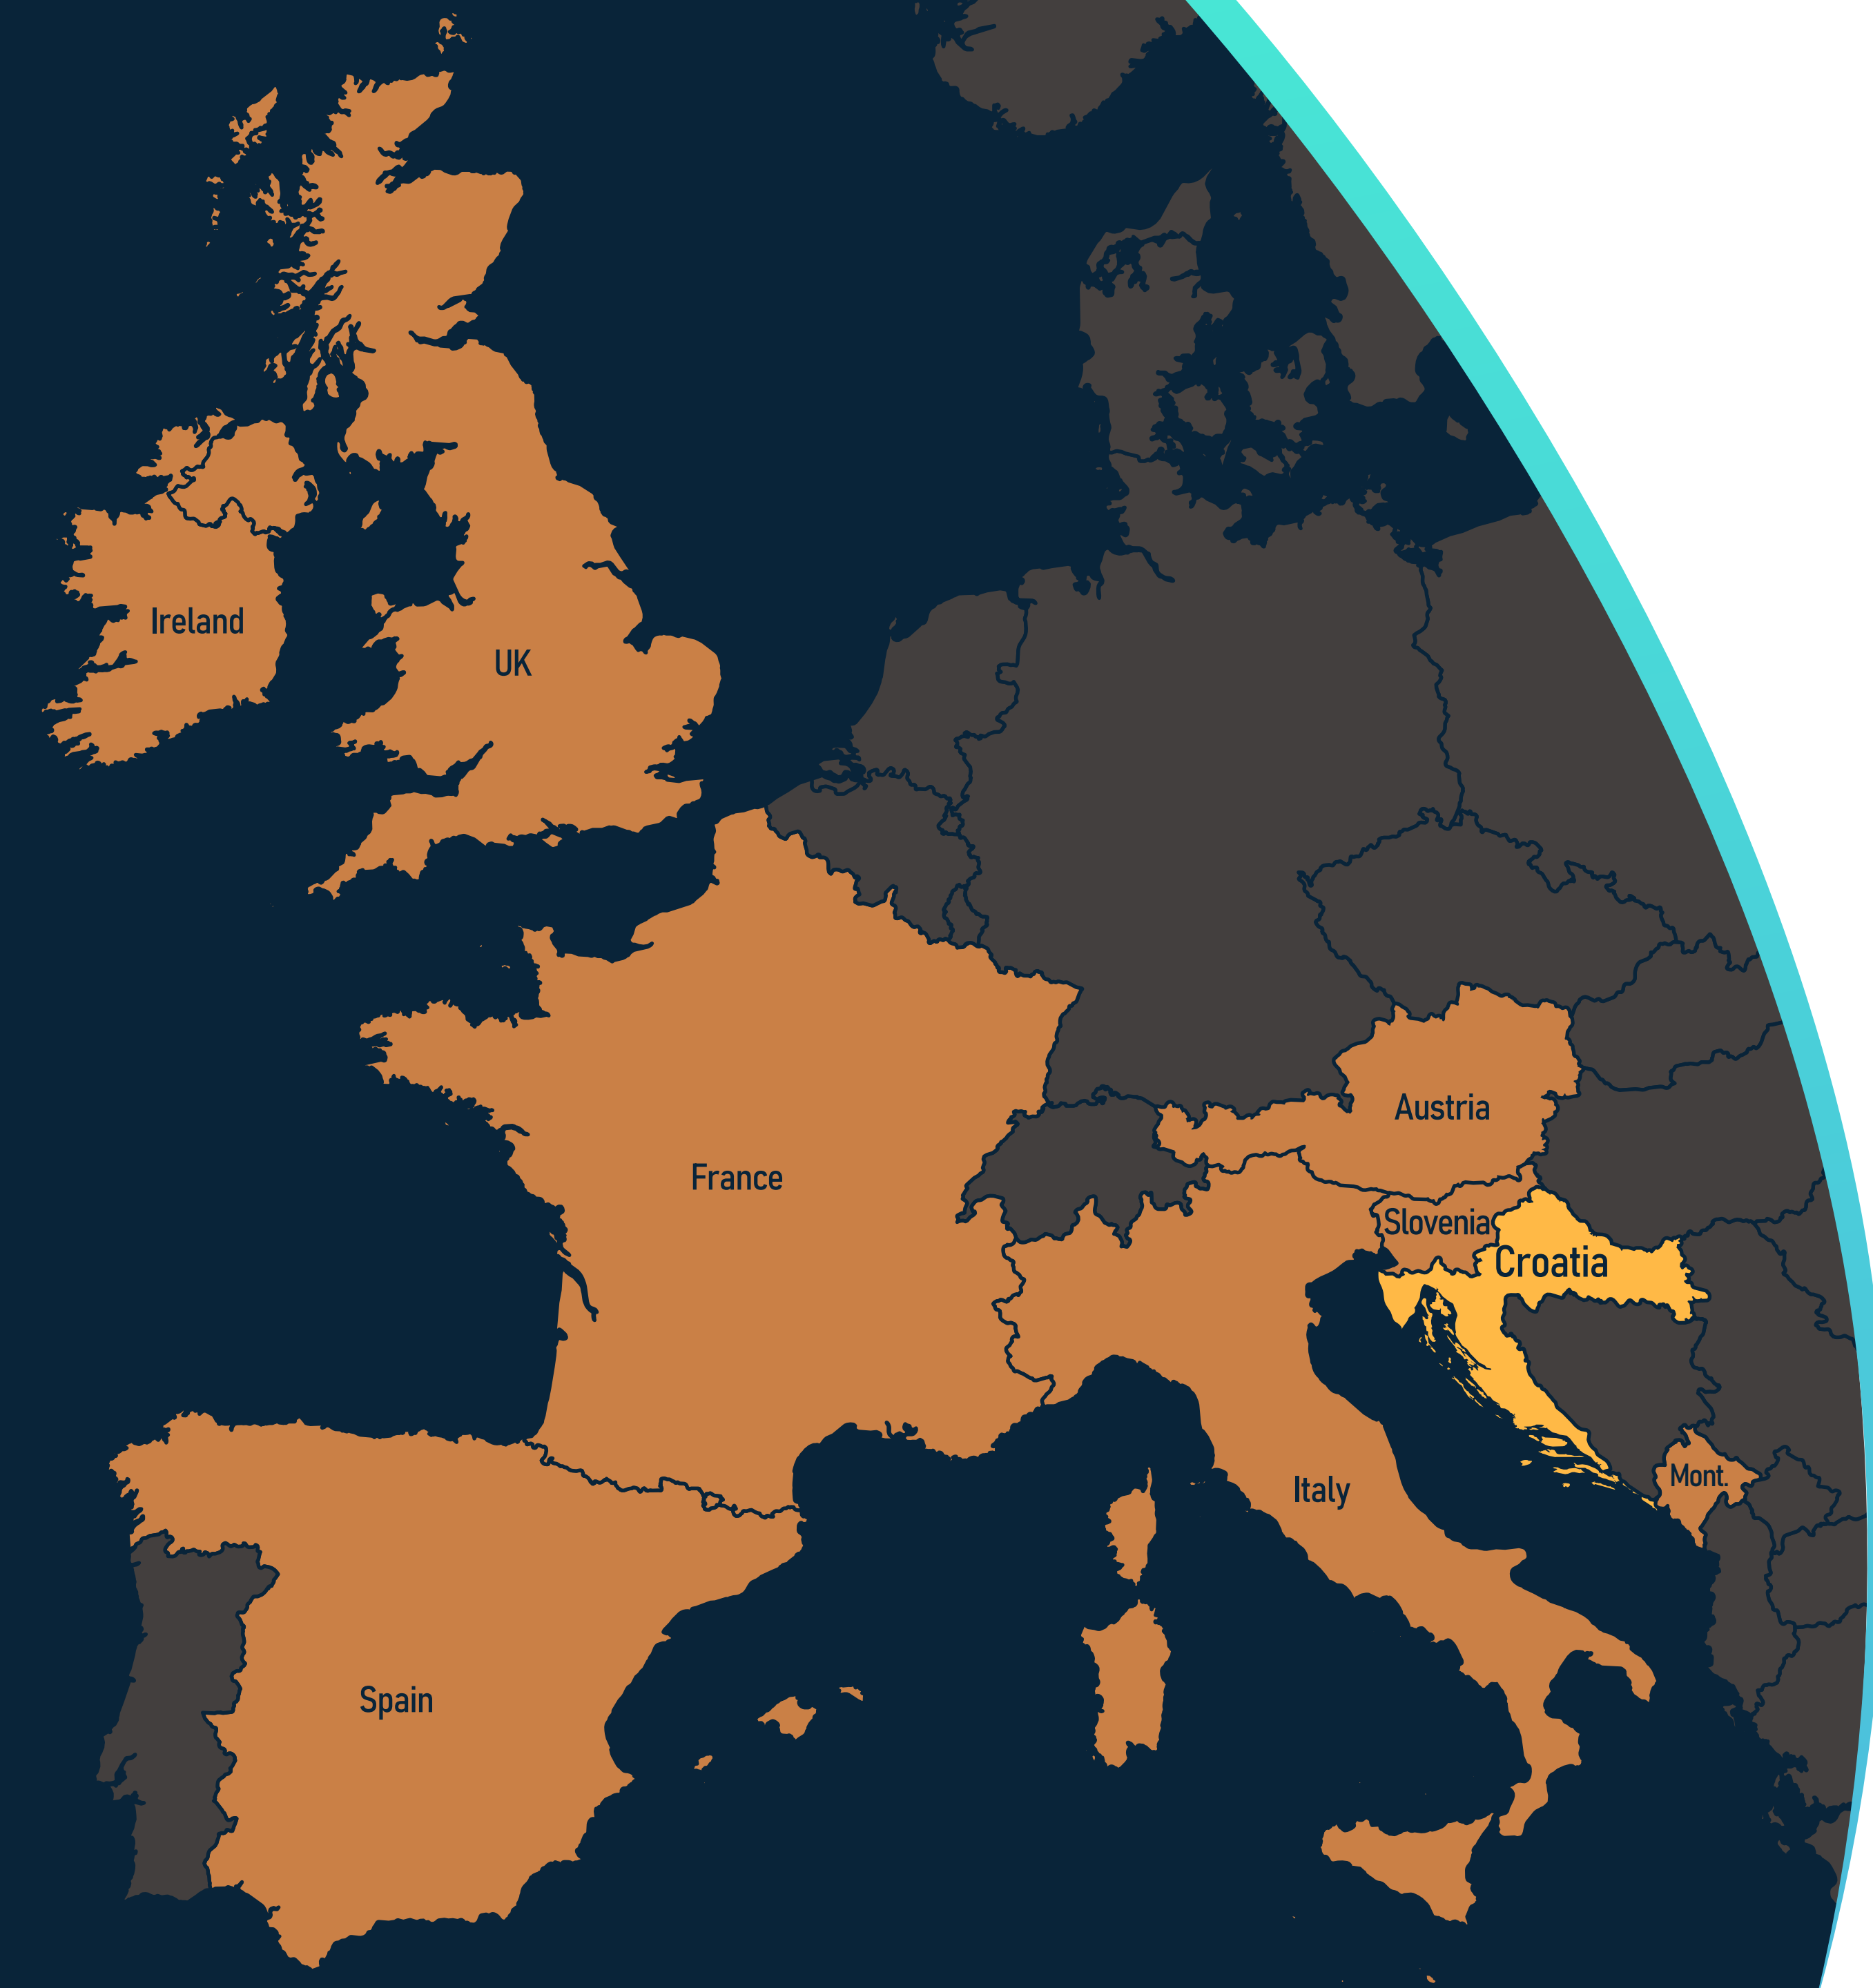 Ireland
UK
Austria
France
Slovenia
Croatia
Mont.
Italy
Spain